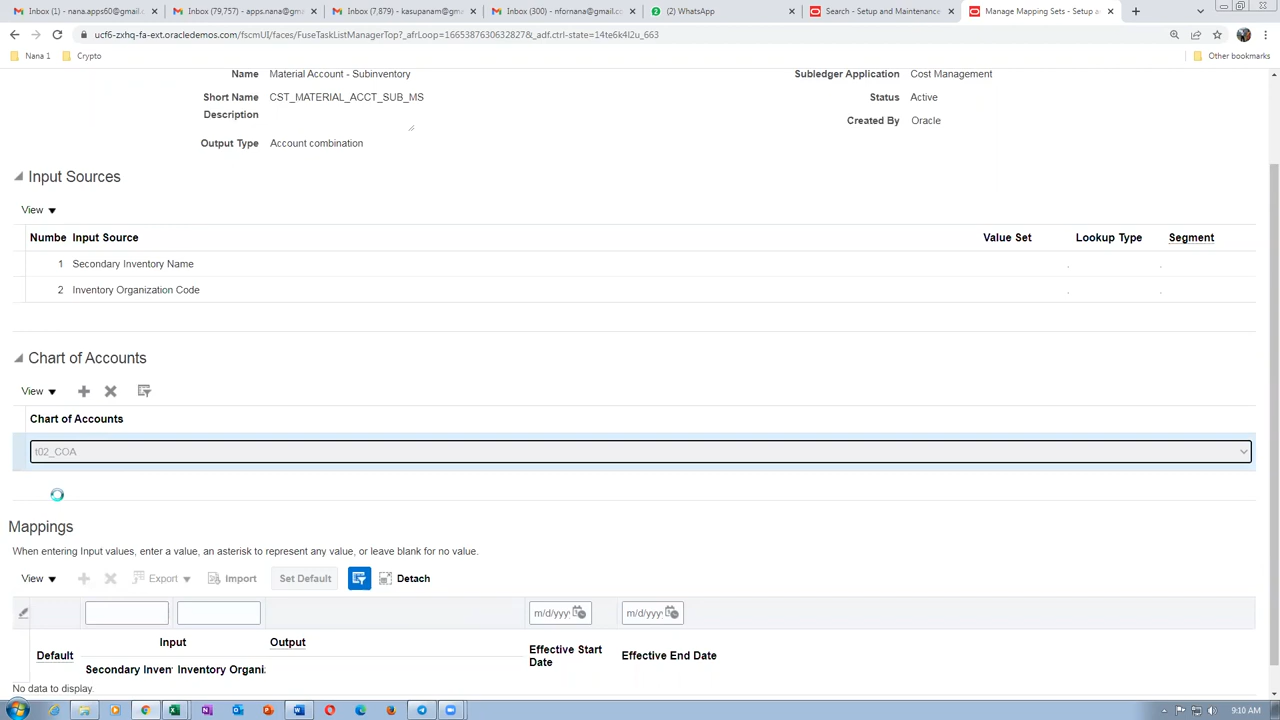 Inbox (1) - nana.apps60@gmail.c
Inbox (79,757) - apps.nana@gma
Inbox (7,879) - kasupanam@gm
Inbox (300) - nfornana@gmail.co
(2) WhatsApp
Search - Setup and Maintenance
Manage Mapping Sets - Setup a
ucf6-zxhq-fa-ext.oracledemos.com/fscmUI/faces/FuseTaskListManagerTop?_afrLoop=16653876306328278&_adf.ctrl-state=14te6k4l2u_663
Nana 1
Crypto
Other bookmarks
Name Material Account - Subinventory
Subledger Application Cost Management
Short Name CST_MATERIAL_ACCT_SUB_MS
Status Active
Description
Created By Oracle
Output Type Account combination
Input Sources
View
Numbe Input Source Value Set Lookup Type Segment
1 Secondary Inventory Name
2 Inventory Organization Code
Chart of Accounts
View
Chart of Accounts
t02_COA
Mappings
When entering Input values, enter a value, an asterisk to represent any value, or leave blank for no value.
View Export Import Set Default Detach
m/d/yyy m/d/yyy
Input Output
Default
Effective Start Date
Effective End Date
Secondary Inven Inventory Organi
No data to display.
9:10 AM